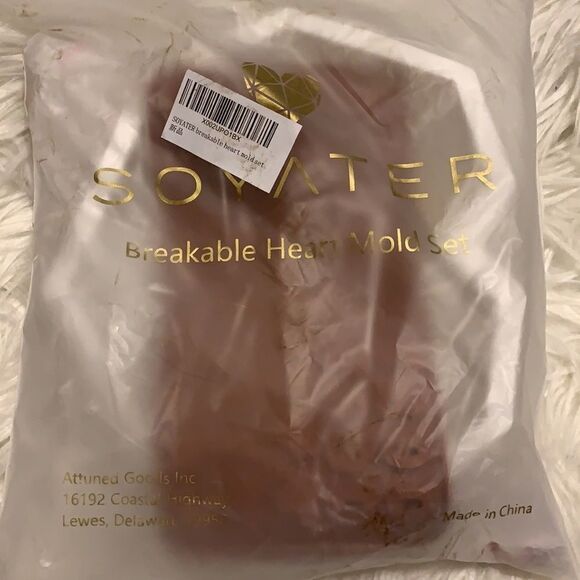 X002UPO1BX
SOYATER breakable heart mold set.
新品
SOYATER
Breakable Heart Mold Set
Attuned Goods Inc
16192 Coastal Highway
Lewes, Delaware
Made in China